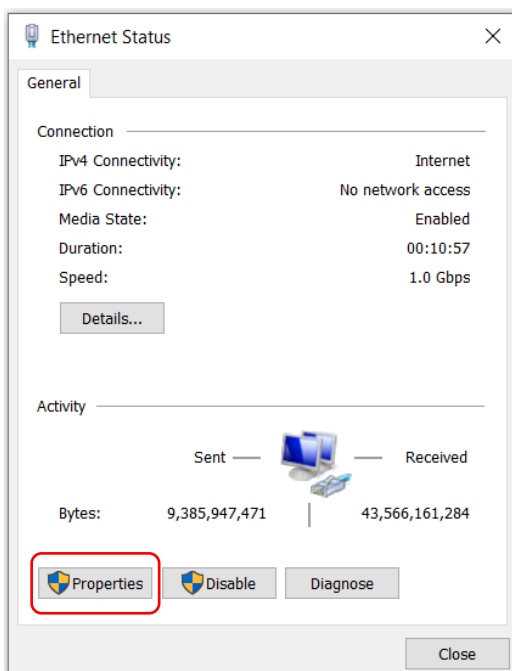 Ethernet Status
General
Connection
IPv4 Connectivity: Internet
IPv6 Connectivity: No network access
Media State: Enabled
Duration: 00:10:57
Speed: 1.0 Gbps
Details...
Activity
Sent Received
Bytes: 9,385,947,471 43,566,161,284
Properties Disable Diagnose
Close